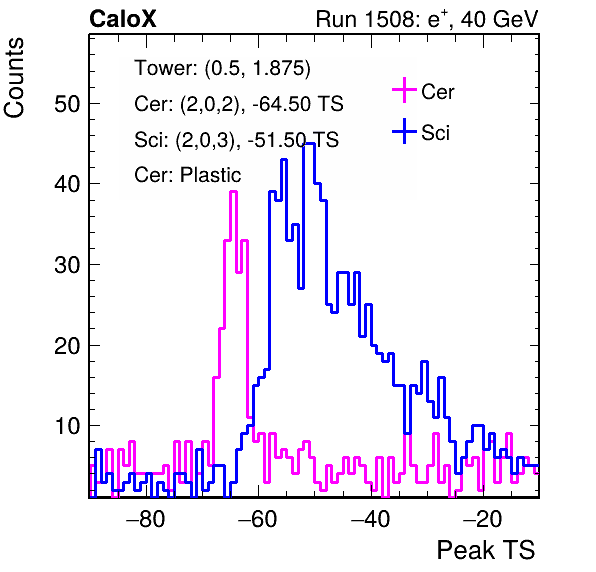 CaloX
Run 1508: e+, 40 GeV
Counts
Tower: (0.5, 1.875)
Cer: (2,0,2), -64.50 TS
Sci: (2,0,3), -51.50 TS
Cer: Plastic
Cer
Sci
50
40
30
20
10
−80
−60
−40
−20
Peak TS